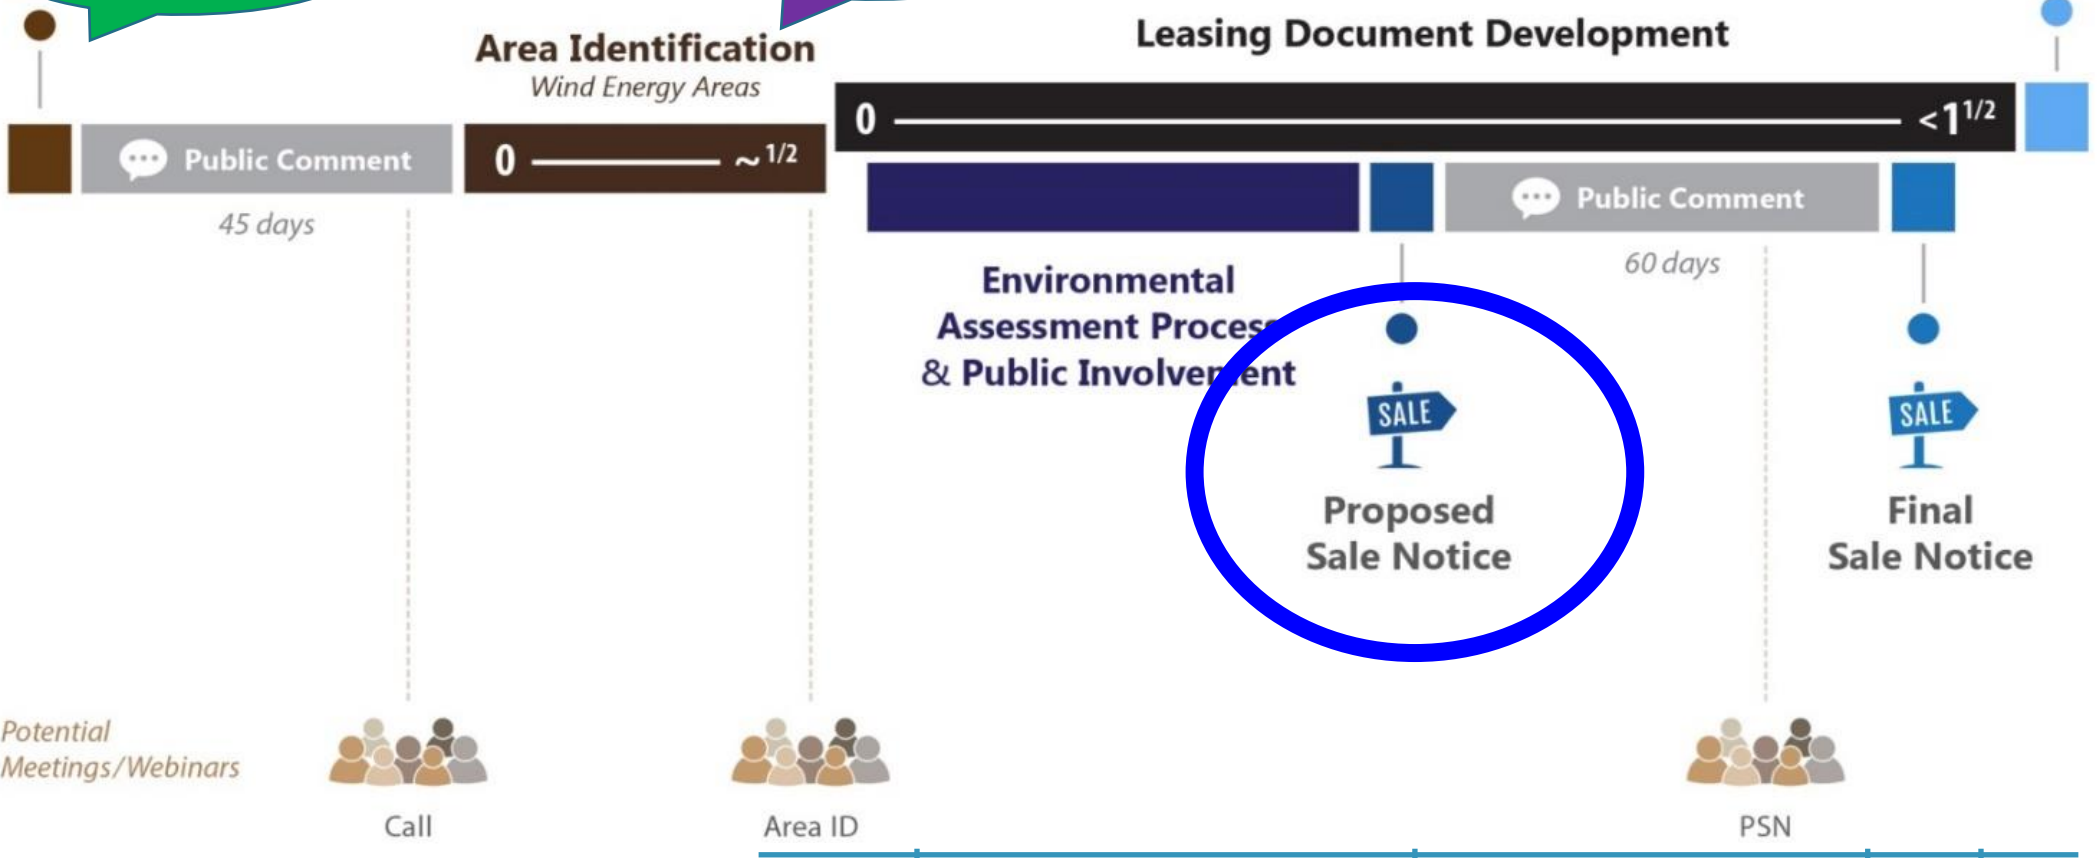 Area Identification
Wind Energy Areas
Leasing Document Development
0 <1 1/2
Public Comment
0 ~ 1/2
45 days
Public Comment
60 days
Environmental
Assessment Process
& Public Involvement
SALE
Proposed
Sale Notice
SALE
Final
Sale Notice
Potential
Meetings/Webinars
Call
Area ID
PSN